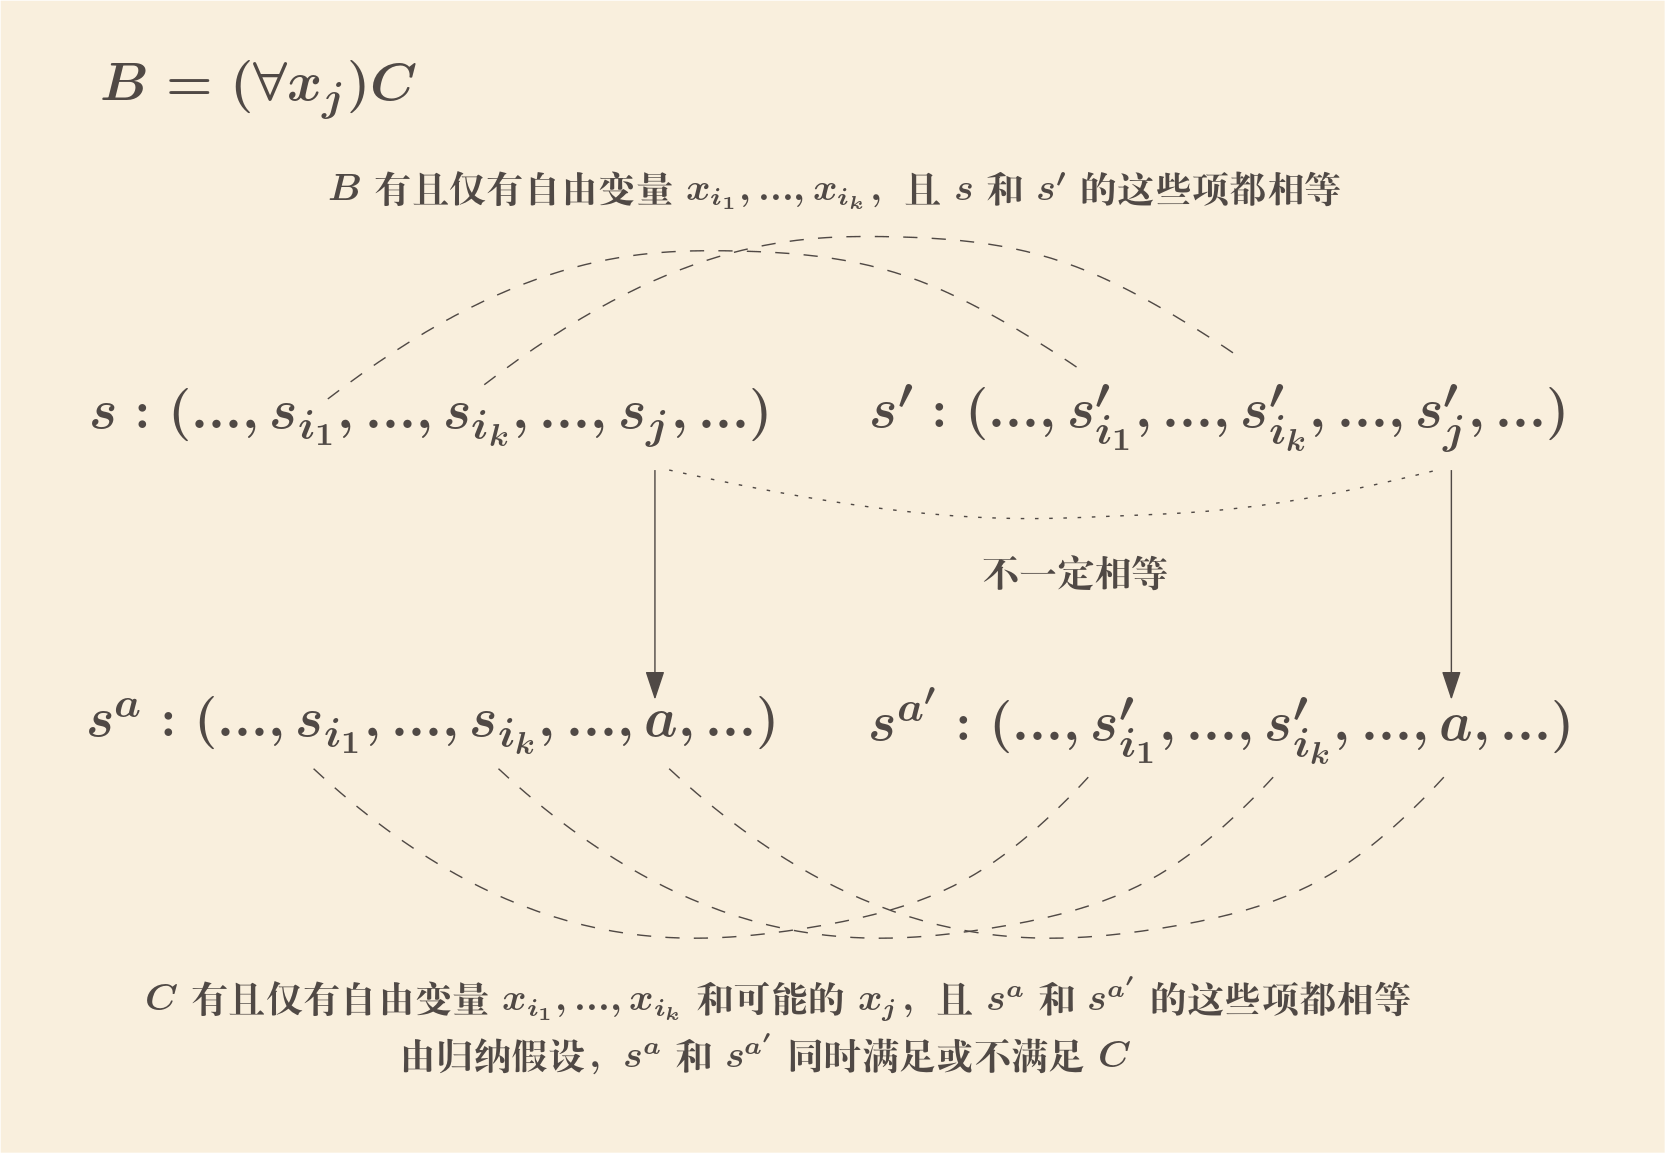 B = (∀x_j)C
B 有且仅有自由变量 x_{i_1}, ..., x_{i_k}，且 s 和 s′ 的这些项都相等
s : (..., s_{i_1}, ..., s_{i_k}, ..., s_j, ...) s′ : (..., s′_{i_1}, ..., s′_{i_k}, ..., s′_j, ...)
不一定相等
s^a : (..., s_{i_1}, ..., s_{i_k}, ..., a, ...) s^{a′} : (..., s′_{i_1}, ..., s′_{i_k}, ..., a, ...)
C 有且仅有自由变量 x_{i_1}, ..., x_{i_k} 和可能的 x_j，且 s^a 和 s^{a′} 的这些项都相等
由归纳假设，s^a 和 s^{a′} 同时满足或不满足 C